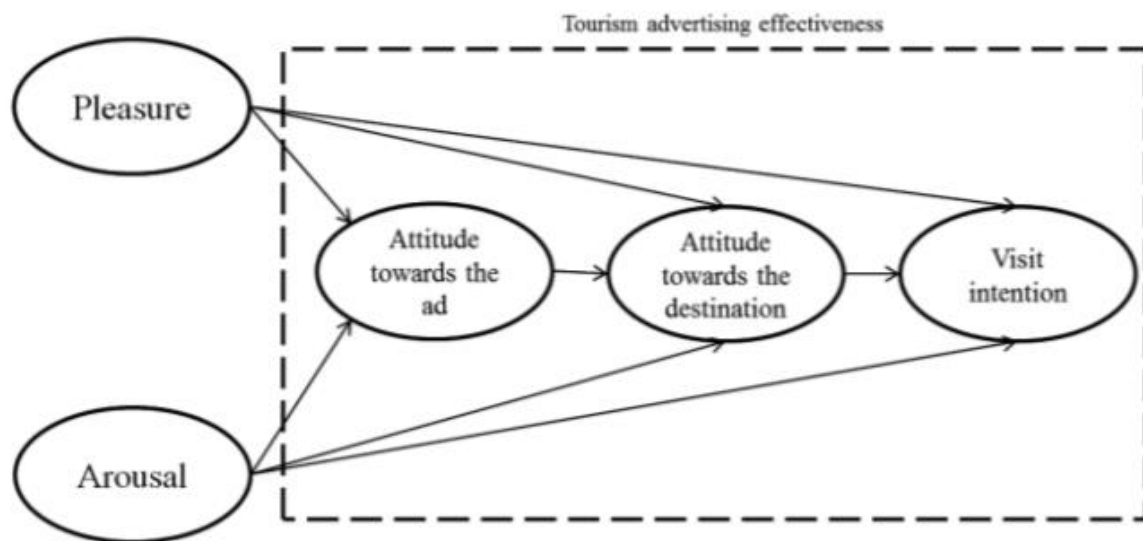 Tourism advertising effectiveness
Pleasure
Attitude
towards the
ad
Attitude
towards the
destination
Visit
intention
Arousal